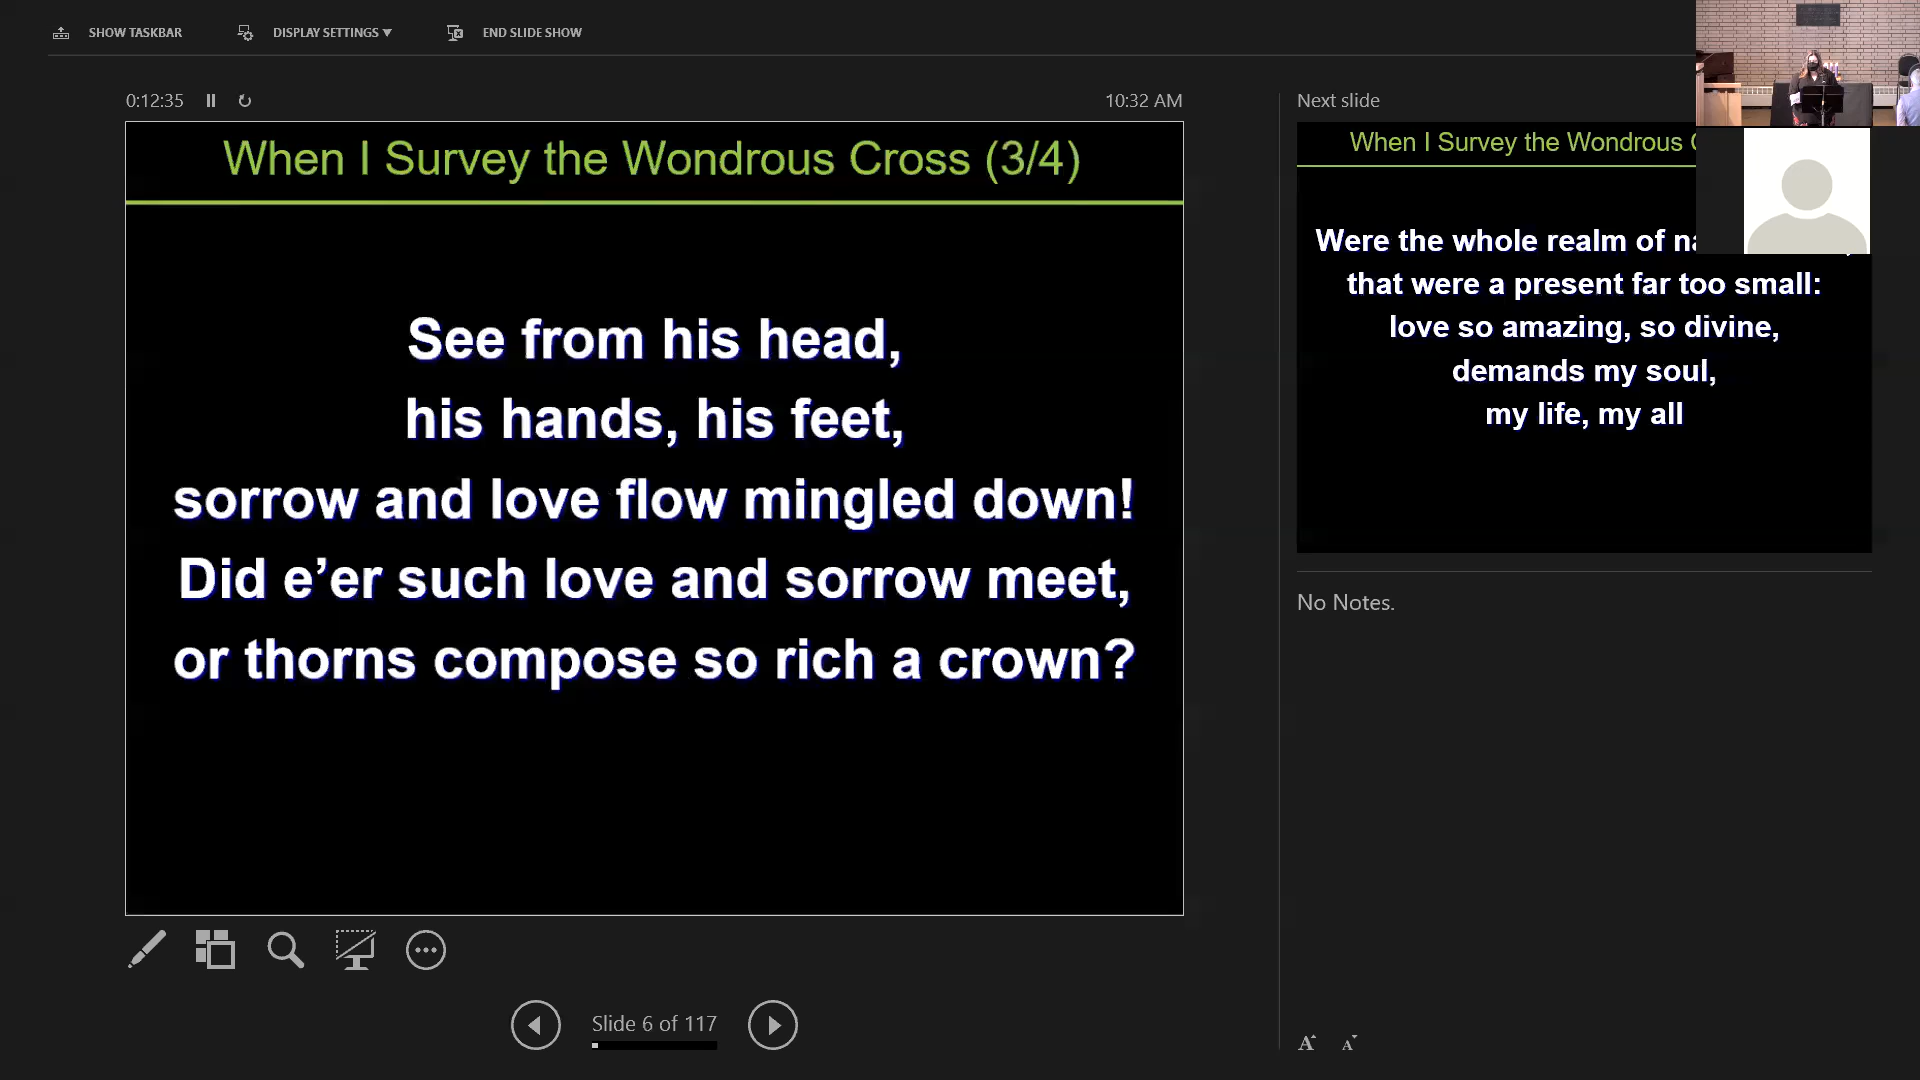 SHOW TASKBAR
DISPLAY SETTINGS ▼
END SLIDE SHOW
0:12:35
10:32 AM
When I Survey the Wondrous Cross (3/4)
See from his head,
his hands, his feet,
sorrow and love flow mingled down!
Did e’er such love and sorrow meet,
or thorns compose so rich a crown?
Slide 6 of 117
Next slide
When I Survey the Wondrous
Were the whole realm of
that were a present far too small:
love so amazing, so divine,
demands my soul,
my life, my all
No Notes.
A A